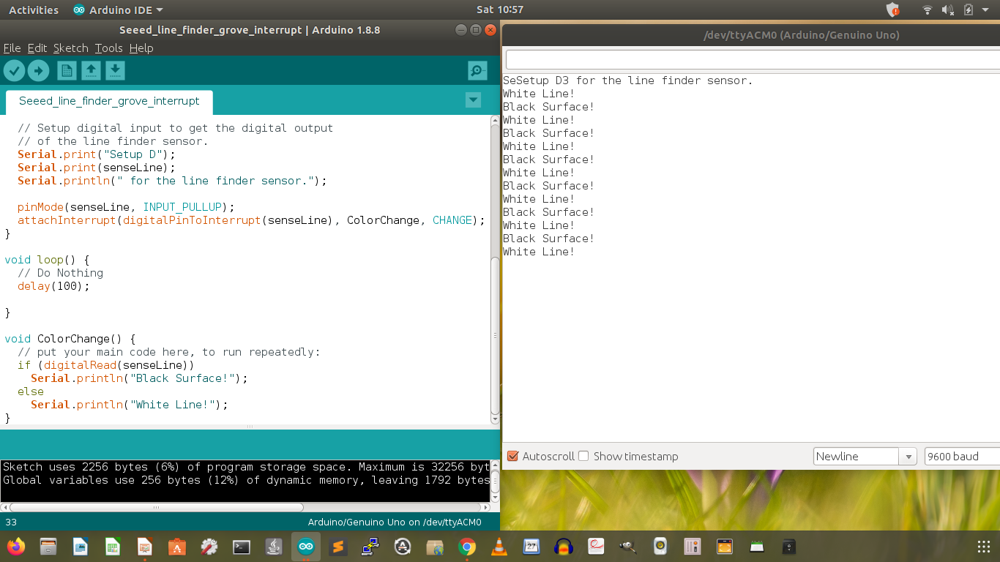 Activities
Arduino IDE
Sat 10:57
Seeed_line_finder_grove_interrupt | Arduino 1.8.8
File Edit Sketch Tools Help
Seeed_line_finder_grove_interrupt
// Setup digital input to get the digital output
// of the line finder sensor.
Serial.print("Setup D");
Serial.print(senseLine);
Serial.println(" for the line finder sensor.");
pinMode(senseLine, INPUT_PULLUP);
attachInterrupt(digitalPinToInterrupt(senseLine), ColorChange, CHANGE);
}
void loop() {
// Do Nothing
delay(100);
}
void ColorChange() {
// put your main code here, to run repeatedly:
if (digitalRead(senseLine))
Serial.println("Black Surface!");
else
Serial.println("White Line!");
}
Sketch uses 2256 bytes (6%) of program storage space. Maximum is 32256 byt
Global variables use 256 bytes (12%) of dynamic memory, leaving 1792 bytes
33
Arduino/Genuino Uno on /dev/ttyACM0
/dev/ttyACM0 (Arduino/Genuino Uno)
SeSetup D3 for the line finder sensor.
White Line!
Black Surface!
White Line!
Black Surface!
White Line!
Black Surface!
White Line!
Black Surface!
White Line!
Black Surface!
White Line!
Black Surface!
White Line!
Autoscroll
Show timestamp
Newline
9600 baud
27